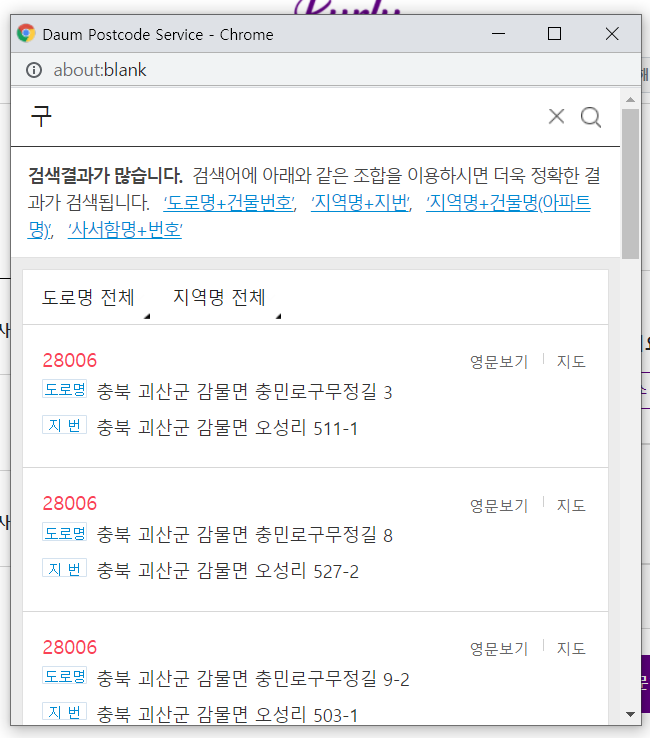 Kurly
Daum Postcode Service - Chrome
about:blank
구
검색결과가 많습니다. 검색어에 아래와 같은 조합을 이용하시면 더욱 정확한 결
과가 검색됩니다. ‘도로명+건물번호’, ‘지역명+지번’, ‘지역명+건물명(아파트
명)’, ‘사서함명+번호’
도로명 전체 지역명 전체
28006 영문보기 지도
도로명 충북 괴산군 감물면 충민로구무정길 3
지 번 충북 괴산군 감물면 오성리 511-1
28006 영문보기 지도
도로명 충북 괴산군 감물면 충민로구무정길 8
지 번 충북 괴산군 감물면 오성리 527-2
28006 영문보기 지도
도로명 충북 괴산군 감물면 충민로구무정길 9-2
지 번 충북 괴산군 감물면 오성리 503-1